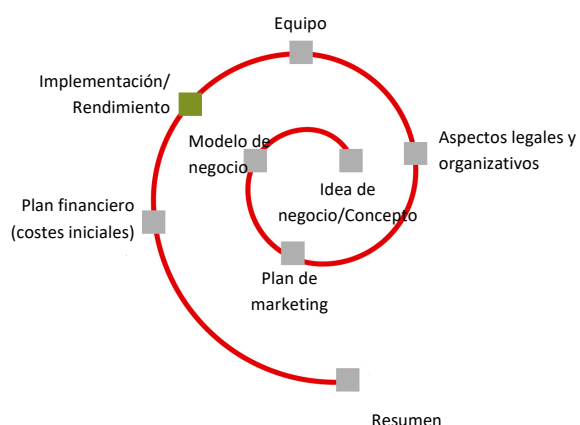 Equipo
Implementación/
Rendimiento
Modelo de
negocio
Aspectos legales y
organizativos
Idea de
negocio/Concepto
Plan financiero
(costes iniciales)
Plan de
marketing
Resumen